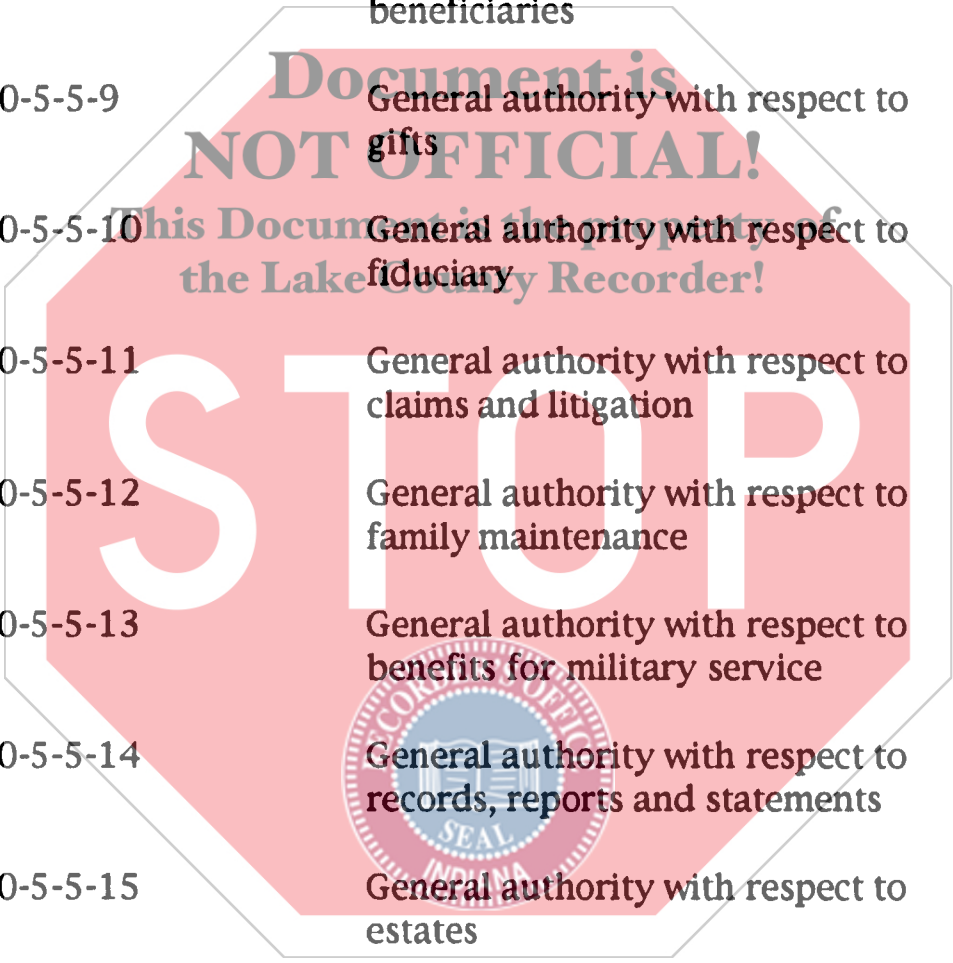 beneficiaries
Document is
0-5-5-9 General authority with respect to
gifts
NOT OFFICIAL!
0-5-5-10 General authority with respect to
This Document is the property of
fiduciary
the Lake County Recorder!
0-5-5-11 General authority with respect to
claims and litigation
STOP
0-5-5-12 General authority with respect to
family maintenance
0-5-5-13 General authority with respect to
benefits for military service
RECORDER'S OFFICE
0-5-5-14 General authority with respect to
records, reports and statements
SEAL
INDIANA
0-5-5-15 General authority with respect to
estates